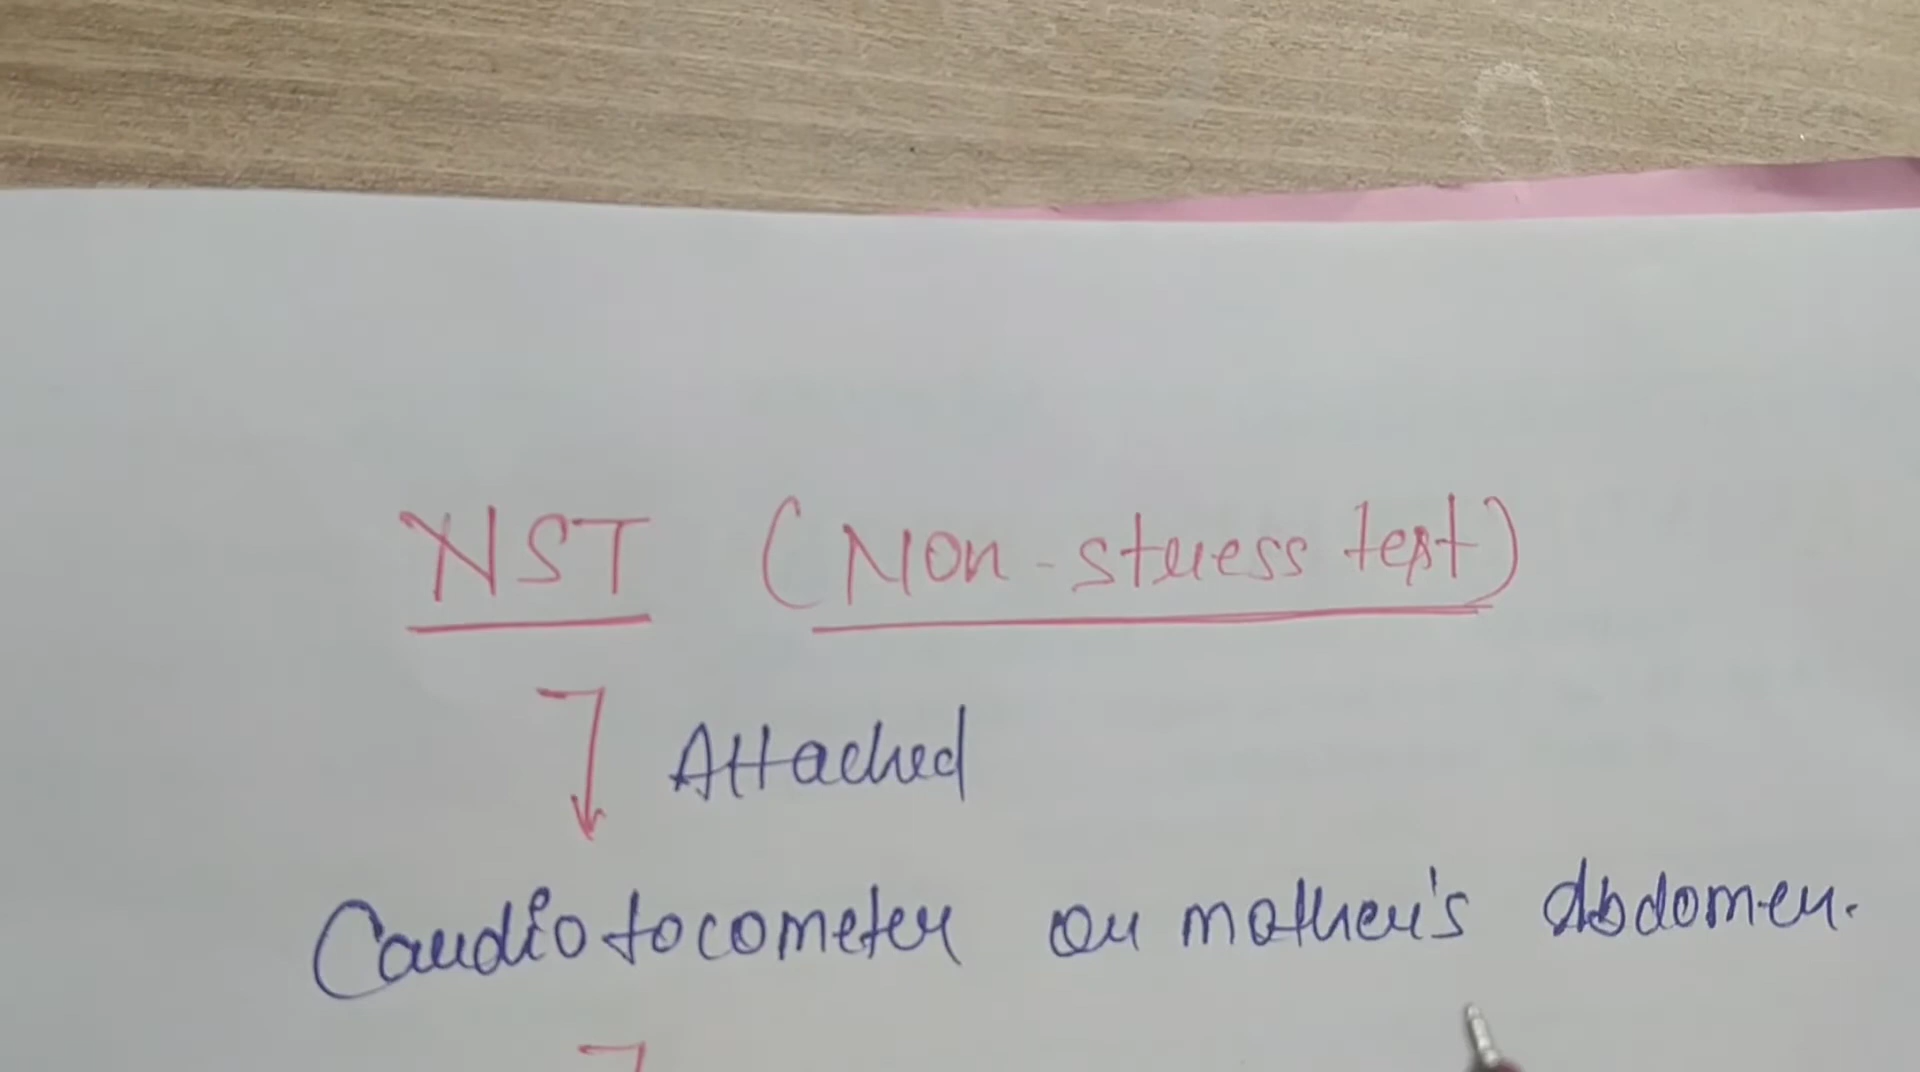 NST (Non-stress test)
Attached
Cardiotocometer on mother's Abdomen.